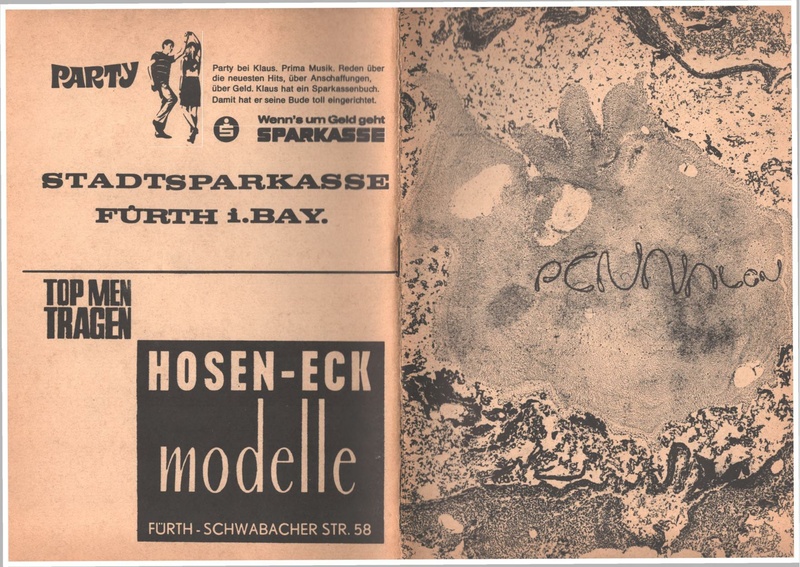 PARTY
Party bei Klaus. Prima Musik. Reden über
die neuesten Hits, über Anschaffungen,
über Geld. Klaus hat ein Sparkassenbuch.
Damit hat er seine Bude toll eingerichtet.
Wenn's um Geld geht
SPARKASSE
STADTSPARKASSE
FÜRTH i.BAY.
TOP MEN
TRAGEN
HOSEN-ECK
modelle
FÜRTH - SCHWABACHER STR. 58
PENNALEN